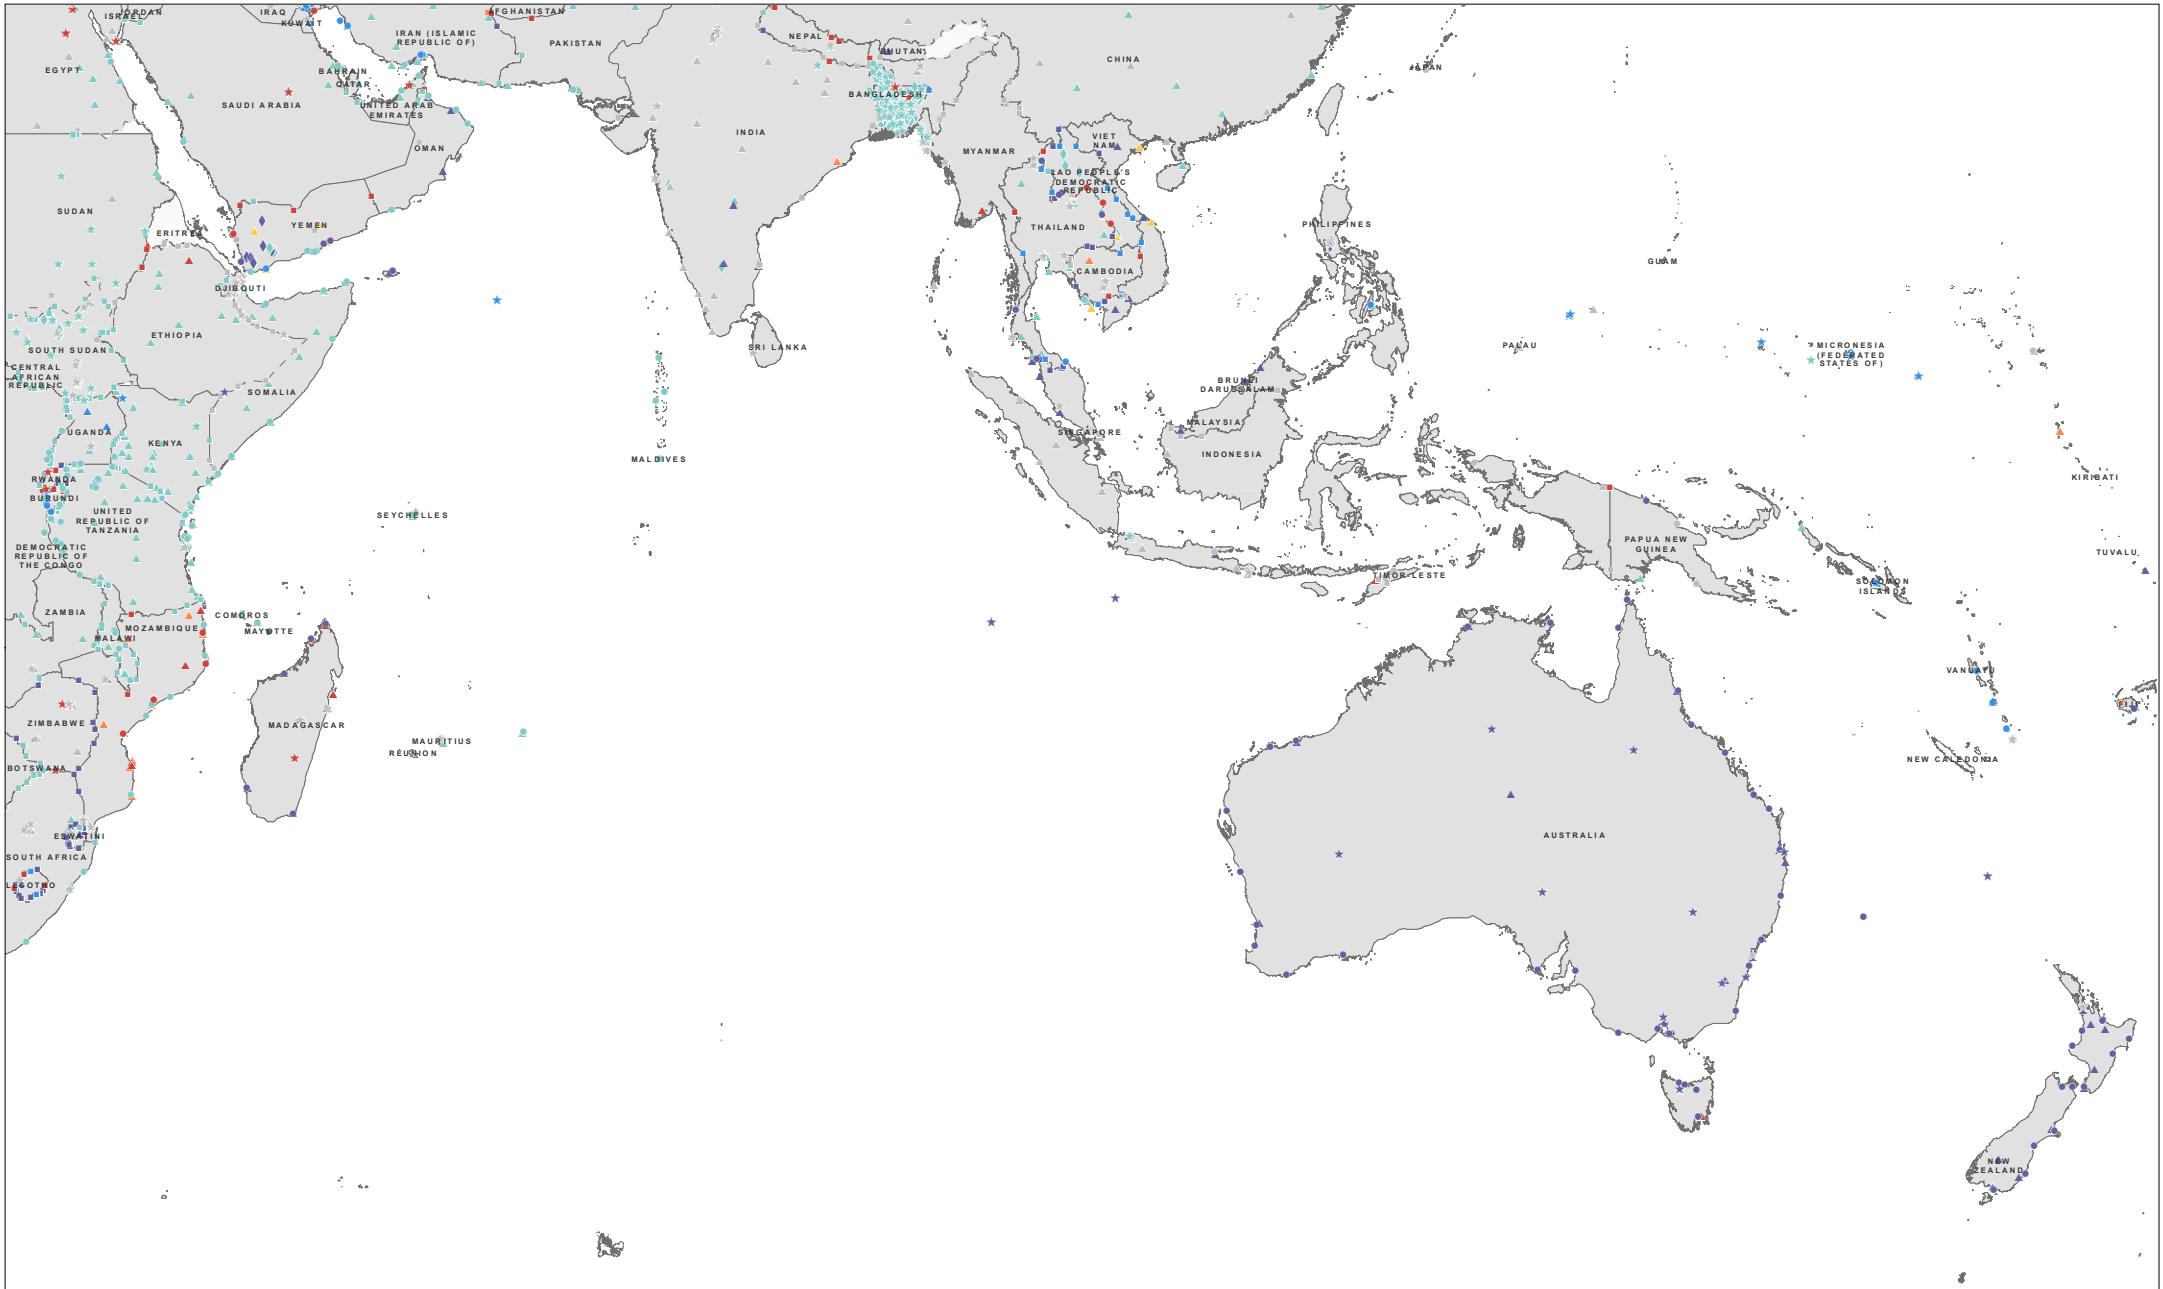 JORDAN
ISRAEL
IRAQ
KUWAIT
AFGHANISTAN
IRAN (ISLAMIC
REPUBLIC OF)
PAKISTAN
NEPAL
BHUTAN
CHINA
JAPAN
EGYPT
BAHRAIN
QATAR
SAUDI ARABIA
UNITED ARAB
EMIRATES
BANGLADESH
INDIA
OMAN
MYANMAR
VIET
NAM
LAO PEOPLE'S
DEMOCRATIC
REPUBLIC
SUDAN
ERITREA
YEMEN
THAILAND
PHILIPPINES
GUAM
CAMBODIA
DJIBOUTI
ETHIOPIA
SOUTH SUDAN
SRI LANKA
PALAU
MICRONESIA
(FEDERATED
STATES OF)
CENTRAL
AFRICAN
REPUBLIC
SOMALIA
BRUNEI
DARUSSALAM
UGANDA
KENYA
MALAYSIA
SINGAPORE
INDONESIA
MALDIVES
RWANDA
BURUNDI
KIRIBATI
UNITED
REPUBLIC OF
TANZANIA
SEYCHELLES
PAPUA NEW
GUINEA
DEMOCRATIC
REPUBLIC OF
THE CONGO
TUVALU
TIMOR-LESTE
SOLOMON
ISLANDS
ZAMBIA
COMOROS
MOZAMBIQUE
MAYOTTE
MALAWI
VANUATU
ZIMBABWE
MADAGASCAR
FIJI
MAURITIUS
RÉUNION
NEW CALEDONIA
BOTSWANA
ESWATINI
AUSTRALIA
SOUTH AFRICA
LESOTHO
NEW
ZEALAND